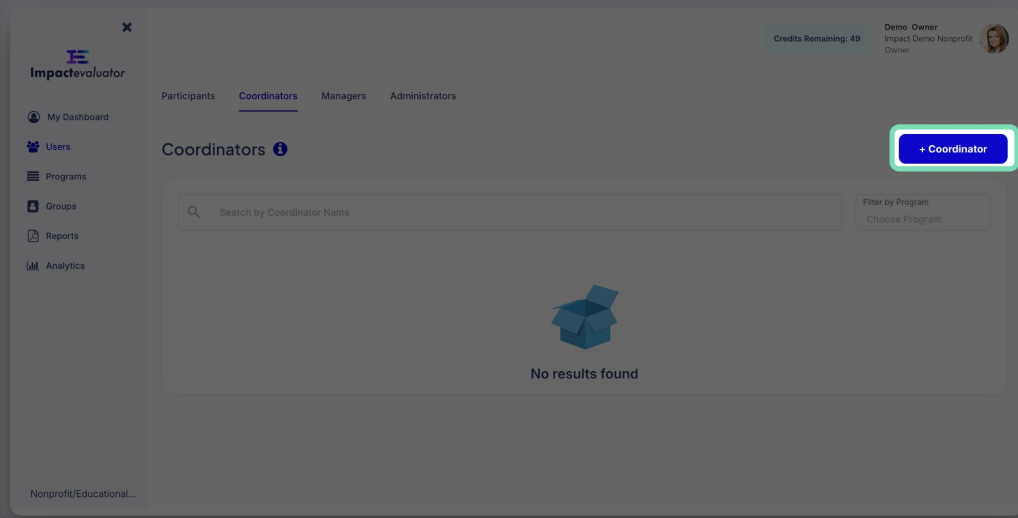 Impactevaluator
My Dashboard
Users
Programs
Groups
Reports
Analytics
Nonprofit/Educational...
Credits Remaining: 49
Demo Owner
Impact Demo Nonprofit
Owner
Participants Coordinators Managers Administrators
Coordinators
+ Coordinator
Search by Coordinator Name
Filter by Program
Choose Program
No results found